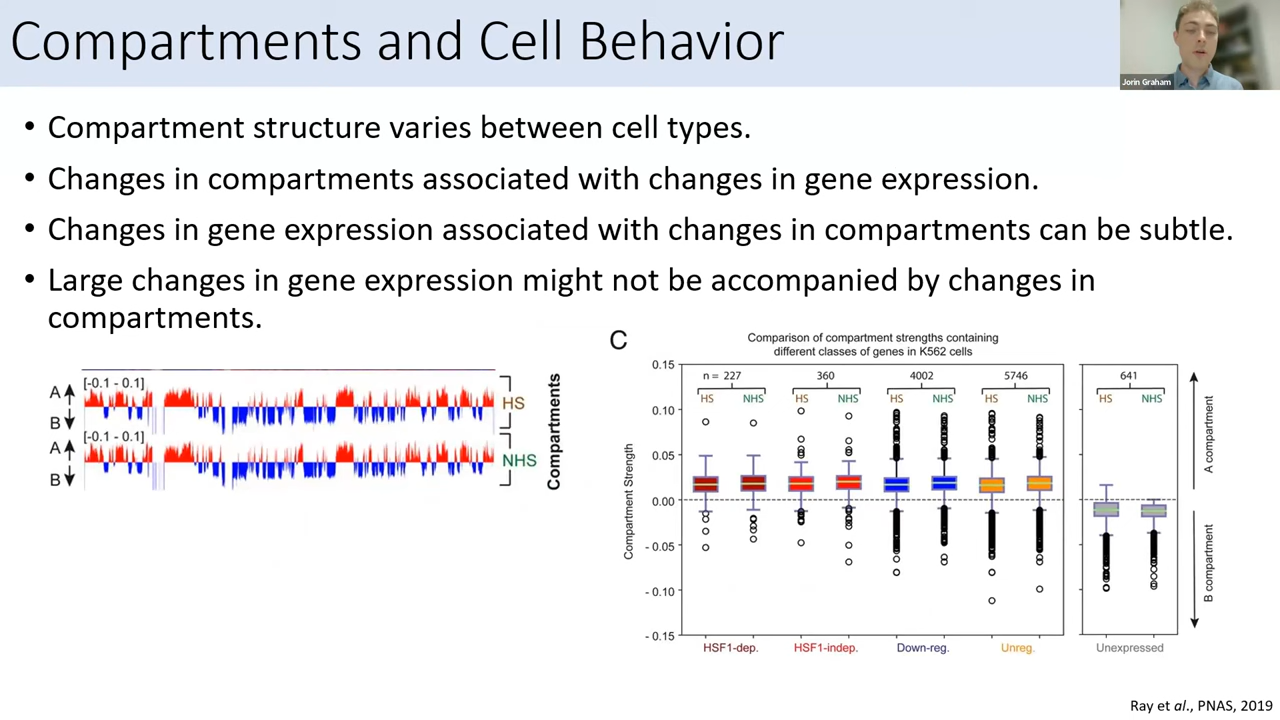 Compartments and Cell Behavior
Jorin Graham
• Compartment structure varies between cell types.
• Changes in compartments associated with changes in gene expression.
• Changes in gene expression associated with changes in compartments can be subtle.
• Large changes in gene expression might not be accompanied by changes in
compartments.
[-0.1 - 0.1]
A
B
HS
[-0.1 - 0.1]
A
B
NHS
Compartments
C
Comparison of compartment strengths containing
different classes of genes in K562 cells
Compartment Strength
0.15
0.10
0.05
0.00
- 0.05
- 0.10
- 0.15
n = 227 360 4002 5746 641
HS NHS HS NHS HS NHS HS NHS HS NHS
HSF1-dep. HSF1-indep. Down-reg. Unreg. Unexpressed
A compartment
B compartment
Ray et al., PNAS, 2019